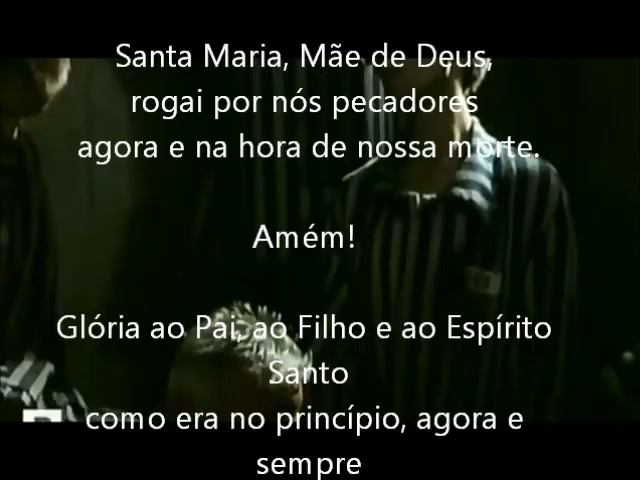 Santa Maria, Mãe de Deus,
rogai por nós pecadores
agora e na hora de nossa morte.
Amém!
Glória ao Pai, ao Filho e ao Espírito
Santo
como era no princípio, agora e
sempre